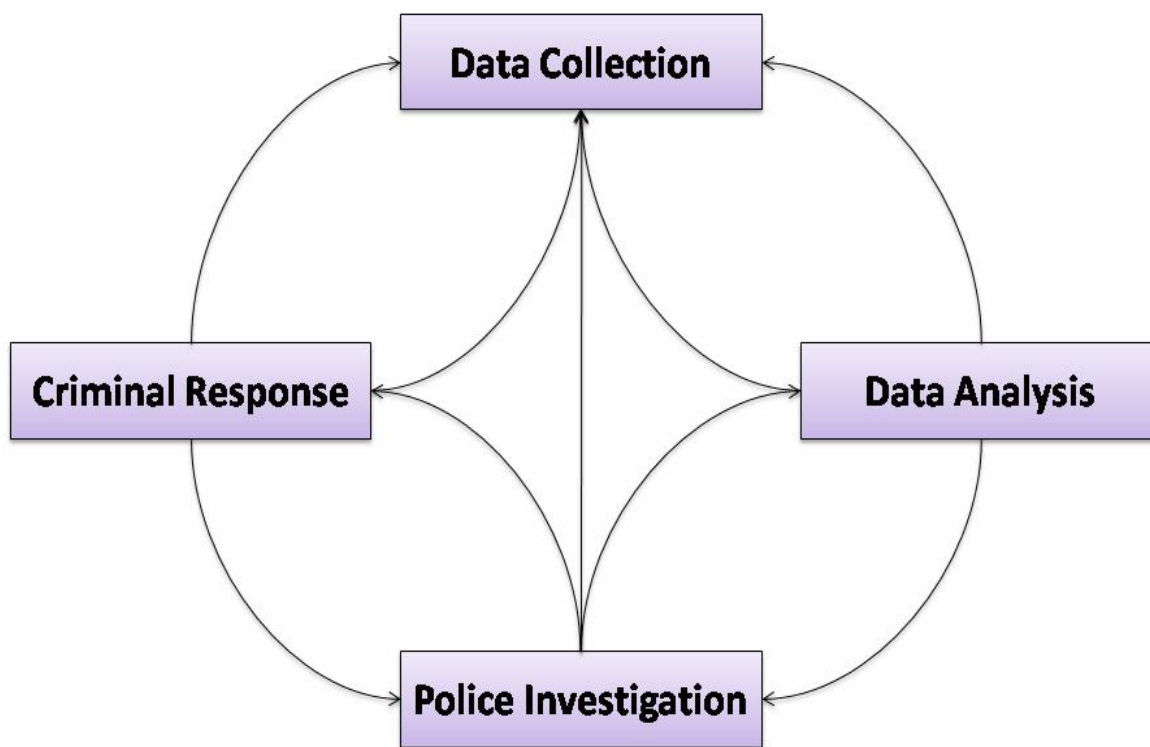 Data Collection
Criminal Response
Data Analysis
Police Investigation